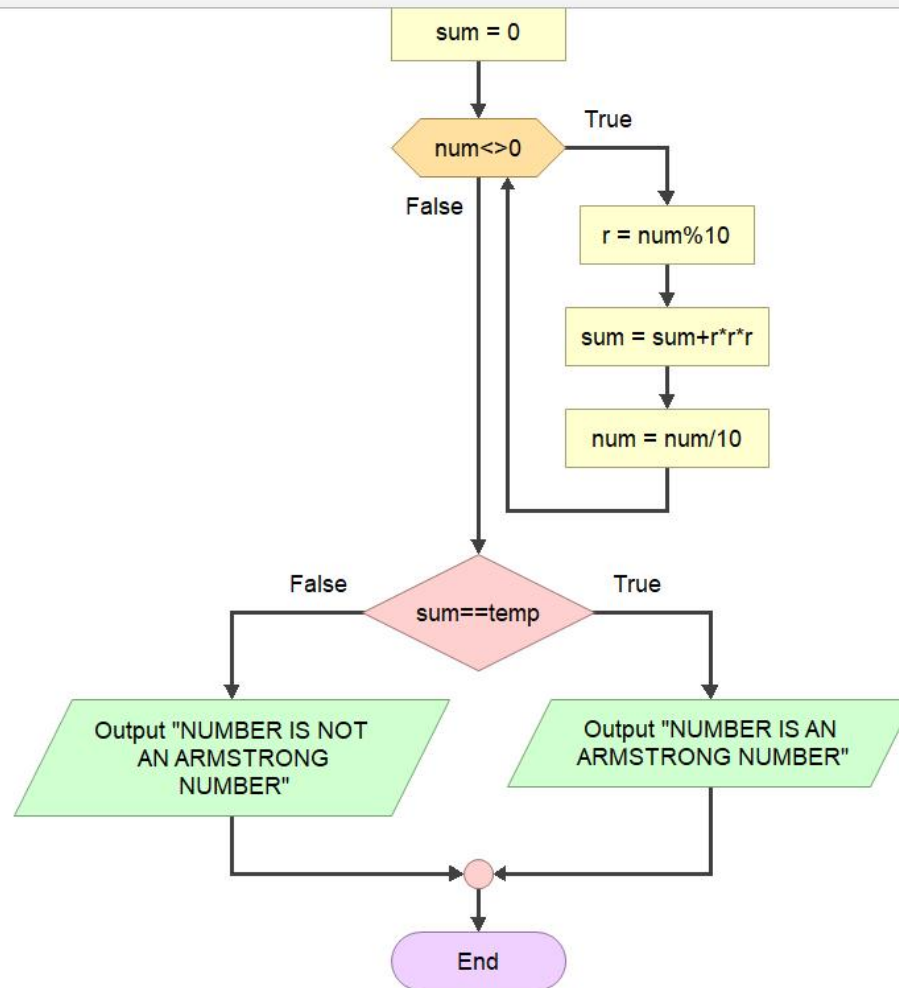 sum = 0
num<>0
True
False
r = num%10
sum = sum+r*r*r
num = num/10
sum==temp
False
True
Output "NUMBER IS NOT
AN ARMSTRONG
NUMBER"
Output "NUMBER IS AN
ARMSTRONG NUMBER"
End